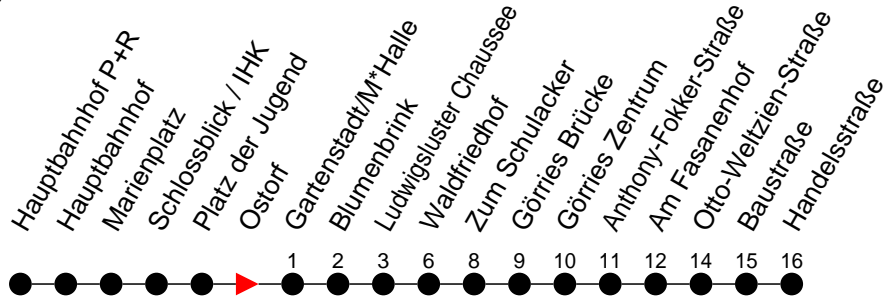 Hauptbahnhof P+R
Hauptbahnhof
Marienplatz
Schlossblick / IHK
Platz der Jugend
Ostorf
Gartenstadt/M*Halle
Blumenbrink
Ludwigsluster Chaussee
Waldfriedhof
Zum Schulacker
Görries Brücke
Görries Zentrum
Anthony-Fokker-Straße
Am Fasanenhof
Otto-Weltzien-Straße
Baustraße
Handelsstraße
1 2 3 6 8 9 10 11 12 14 15 16